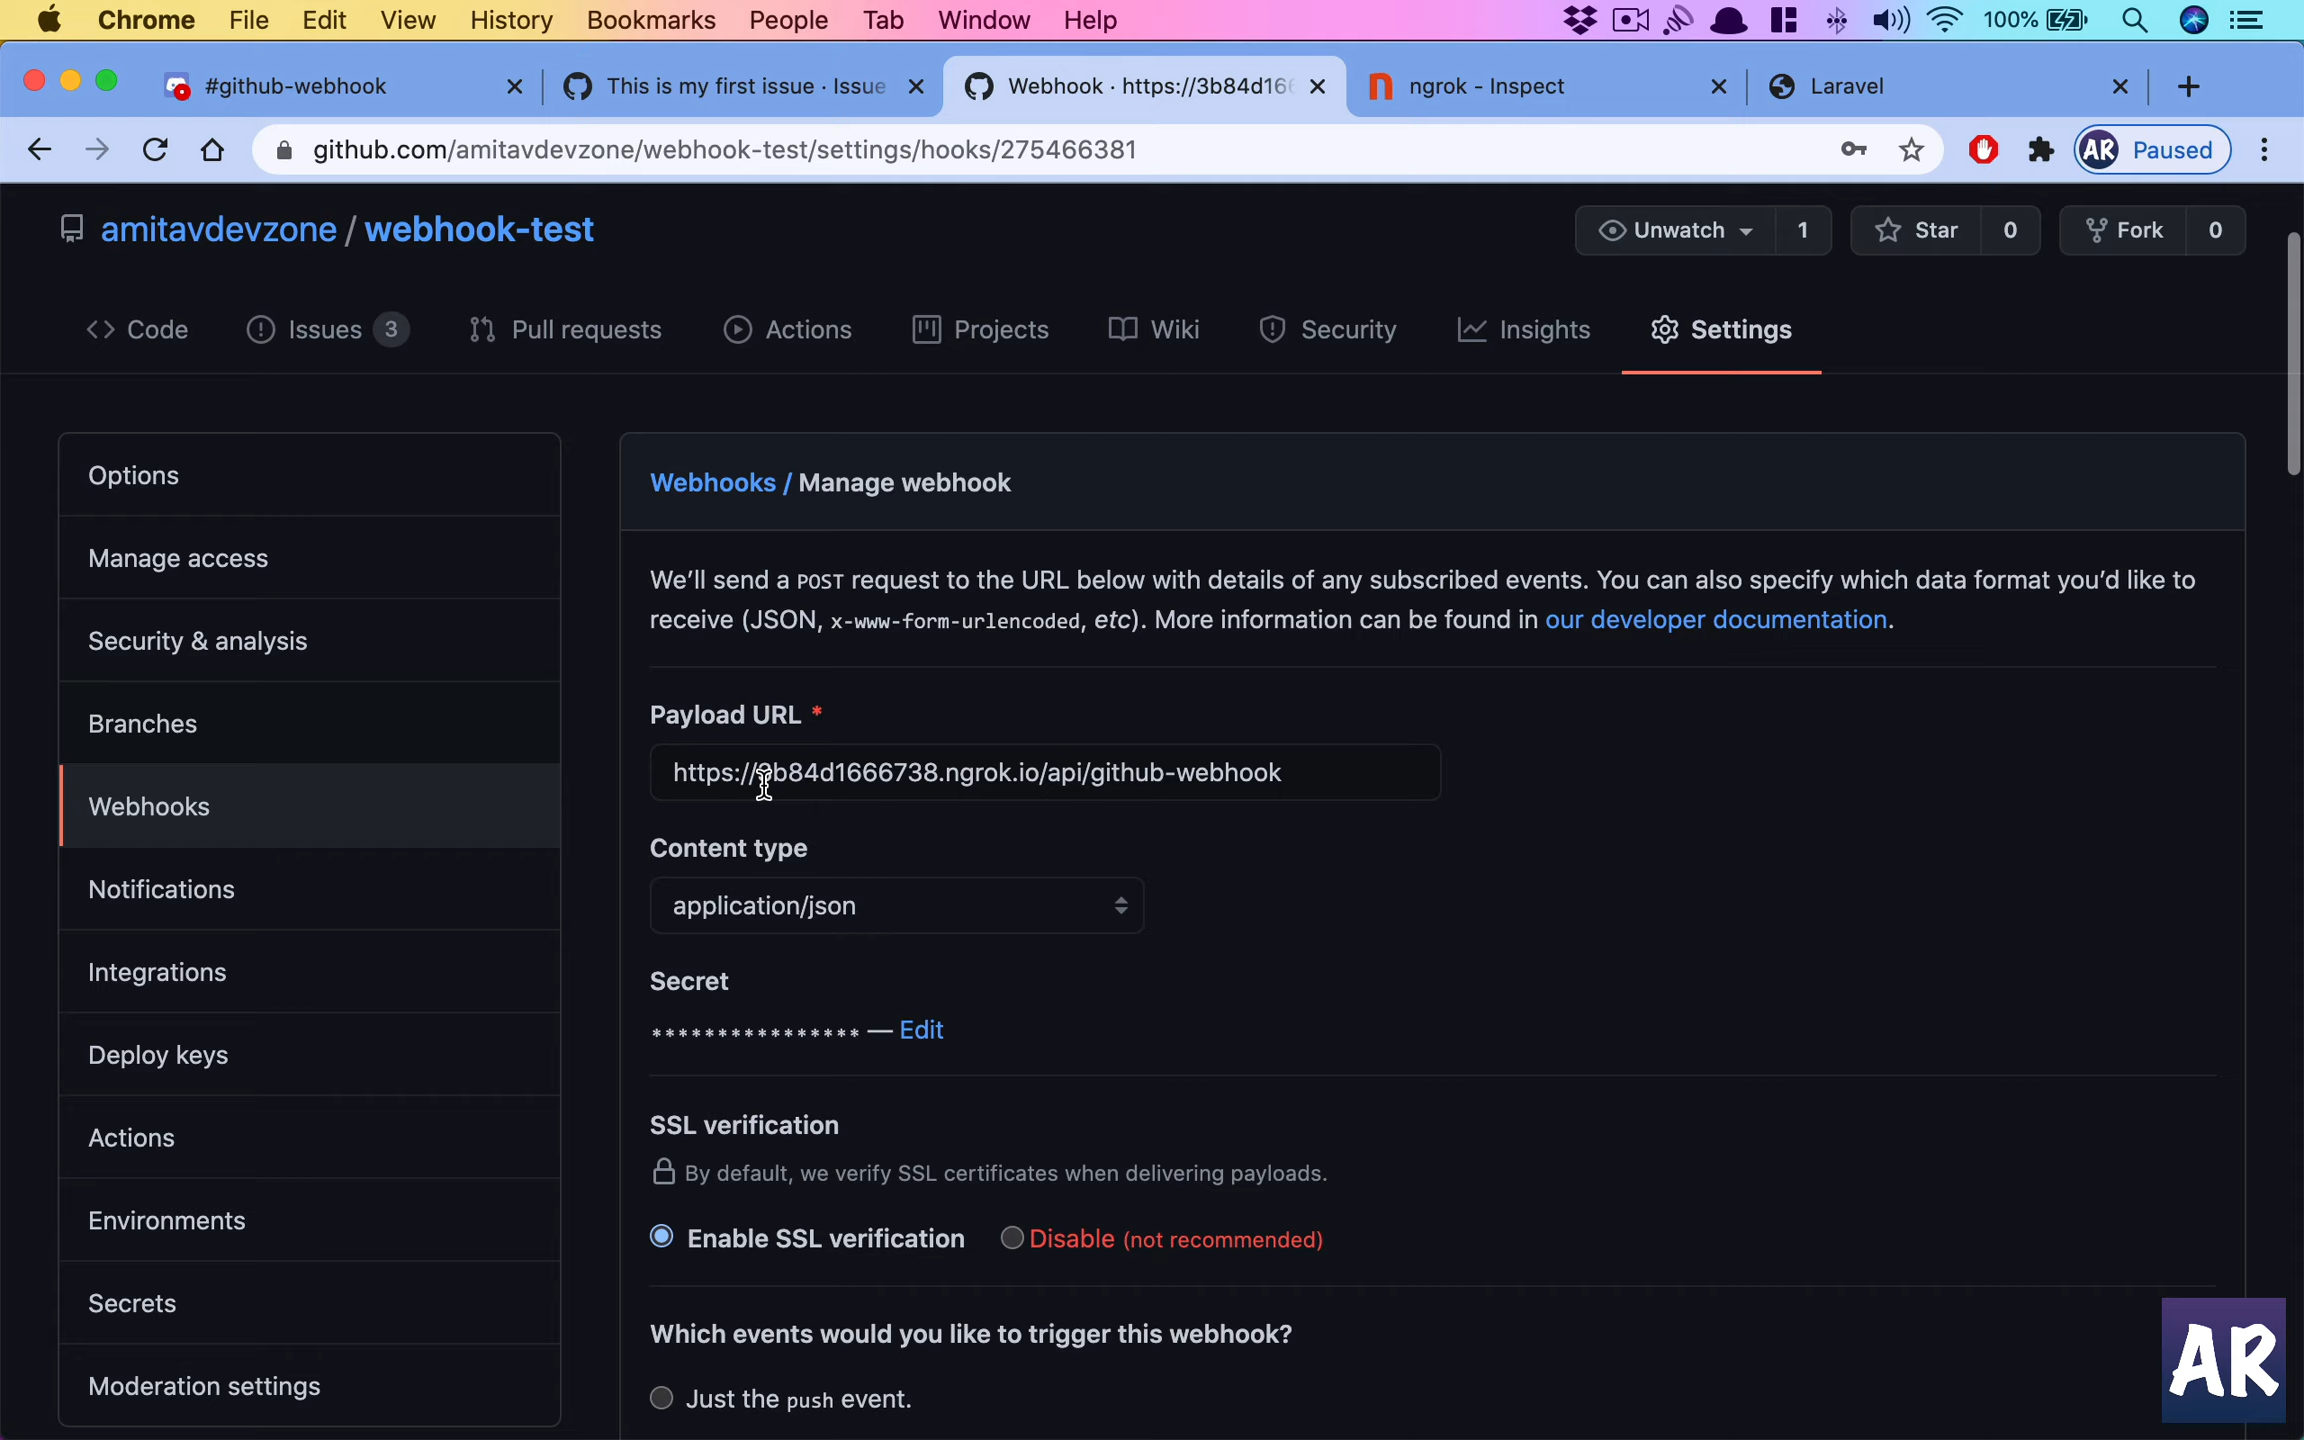 Chrome File Edit View History Bookmarks People Tab Window Help 100%
#github-webhook This is my first issue · Issue Webhook · https://3b84d166 ngrok - Inspect Laravel
github.com/amitavdevzone/webhook-test/settings/hooks/275466381 AR Paused
amitavdevzone / webhook-test Unwatch 1 Star 0 Fork 0
Code Issues 3 Pull requests Actions Projects Wiki Security Insights Settings
Options
Manage access
Security & analysis
Branches
Webhooks
Notifications
Integrations
Deploy keys
Actions
Environments
Secrets
Moderation settings
Webhooks / Manage webhook
We'll send a POST request to the URL below with details of any subscribed events. You can also specify which data format you'd like to
receive (JSON, x-www-form-urlencoded, etc). More information can be found in our developer documentation.
Payload URL *
https://3b84d1666738.ngrok.io/api/github-webhook
Content type
application/json
Secret
**************** — Edit
SSL verification
By default, we verify SSL certificates when delivering payloads.
Enable SSL verification Disable (not recommended)
Which events would you like to trigger this webhook?
Just the push event.
AR